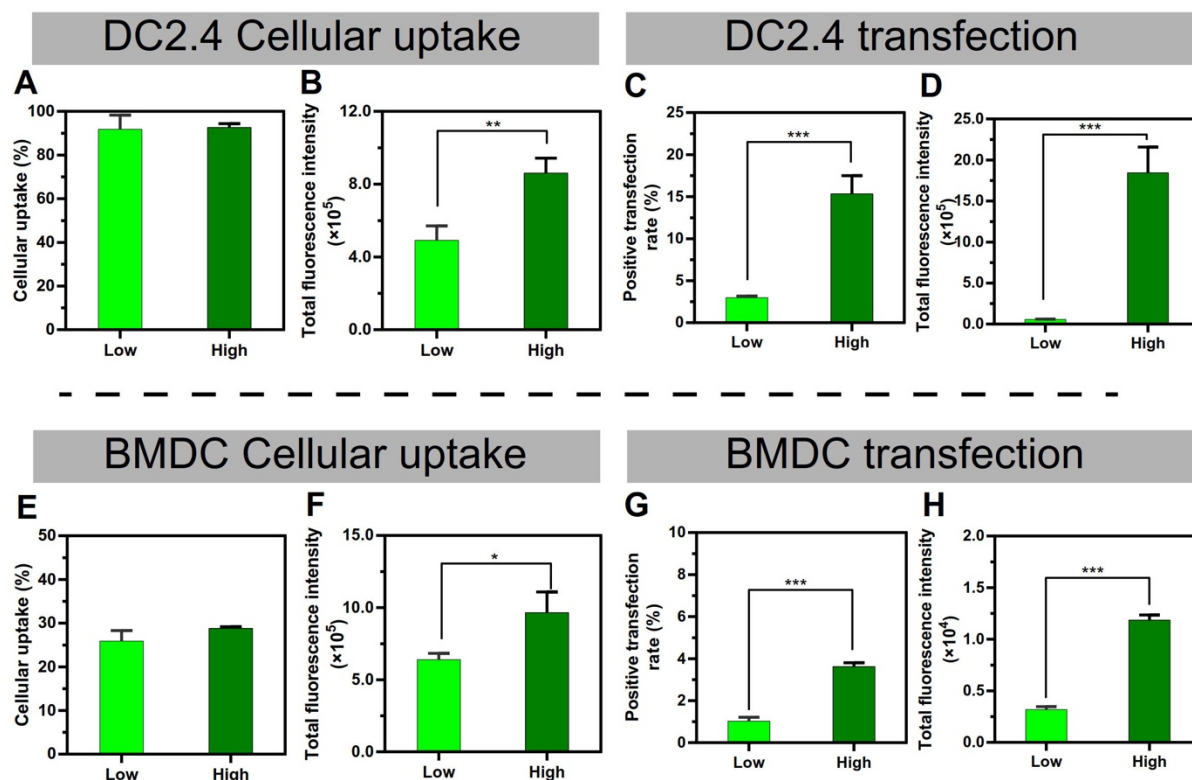 DC2.4 Cellular uptake
A
Cellular uptake (%)
100
80
60
40
20
0
Low
High
B
Total fluorescence intensity
(×10⁵)
12.0
8.0
4.0
0.0
**
Low
High
DC2.4 transfection
C
Positive transfection
rate (%)
25
20
15
10
5
0
***
Low
High
D
Total fluorescence intensity
(×10⁵)
25.0
20.0
15.0
10.0
5.0
0.0
***
Low
High
BMDC Cellular uptake
E
Cellular uptake (%)
50
40
30
20
10
0
Low
High
F
Total fluorescence intensity
(×10⁵)
15.0
10.0
5.0
0.0
*
Low
High
BMDC transfection
G
Positive transfection
rate (%)
10
8
6
4
2
0
***
Low
High
H
Total fluorescence intensity
(×10⁴)
2.0
1.5
1.0
0.5
0.0
***
Low
High